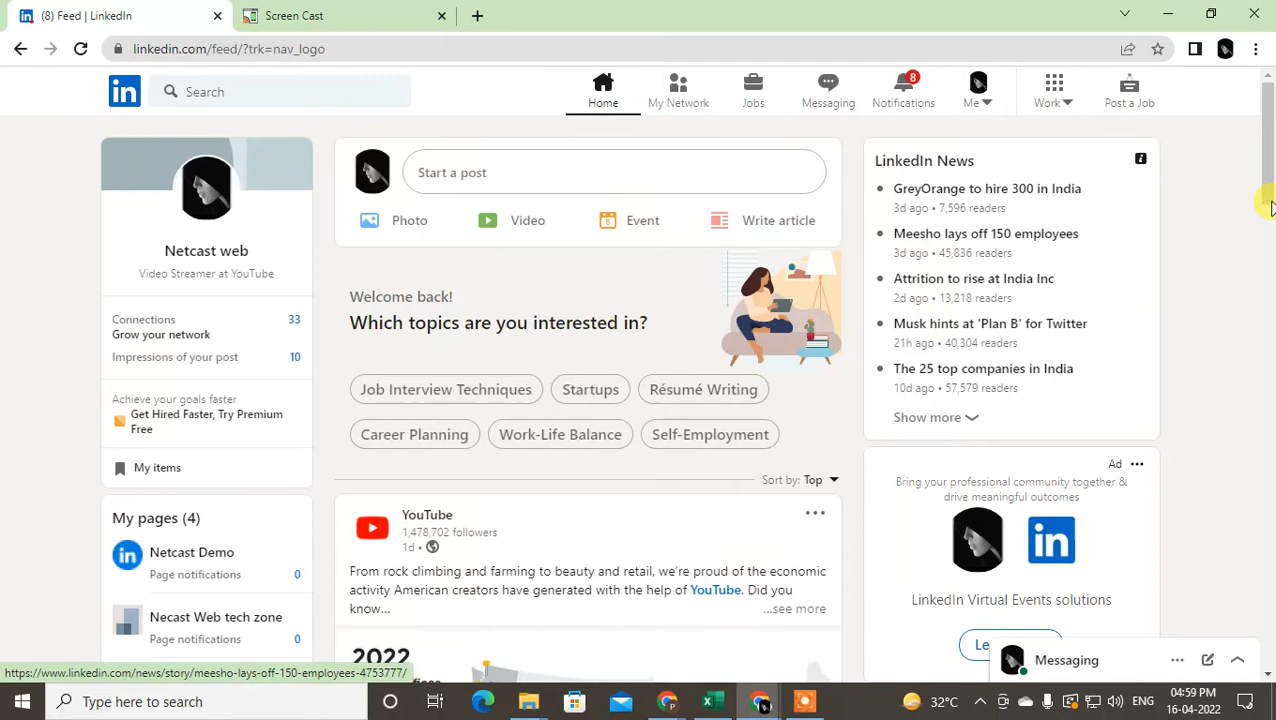 (8) Feed | LinkedIn
Screen Cast
linkedin.com/feed/?trk=nav_logo
in
Search
Home
My Network
Jobs
Messaging
8
Notifications
Me
Work
Post a Job
Netcast web
Video Streamer at YouTube
Connections 33
Grow your network
Impressions of your post 10
Achieve your goals faster
Get Hired Faster, Try Premium
Free
My items
My pages (4)
in
Netcast Demo
Page notifications 0
Necast Web tech zone
Page notifications 0
Start a post
Photo
Video
Event
Write article
Welcome back!
Which topics are you interested in?
Job Interview Techniques
Startups
Résumé Writing
Career Planning
Work-Life Balance
Self-Employment
Sort by: Top
YouTube
1,478,702 followers
1d •
From rock climbing and farming to beauty and retail, we're proud of the economic
activity American creators have generated with the help of YouTube. Did you
know... ...see more
2022
LinkedIn News
GreyOrange to hire 300 in India
3d ago • 7,596 readers
Meesho lays off 150 employees
3d ago • 45,836 readers
Attrition to rise at India Inc
2d ago • 13,218 readers
Musk hints at 'Plan B' for Twitter
21h ago • 40,304 readers
The 25 top companies in India
10d ago • 57,579 readers
Show more
Ad
Bring your professional community together &
drive meaningful outcomes
in
LinkedIn Virtual Events solutions
Le
Messaging
https://www.linkedin.com/news/story/meesho-lays-off-150-employees-4753777/
Type here to search
32°C
ENG
04:59 PM
16-04-2022